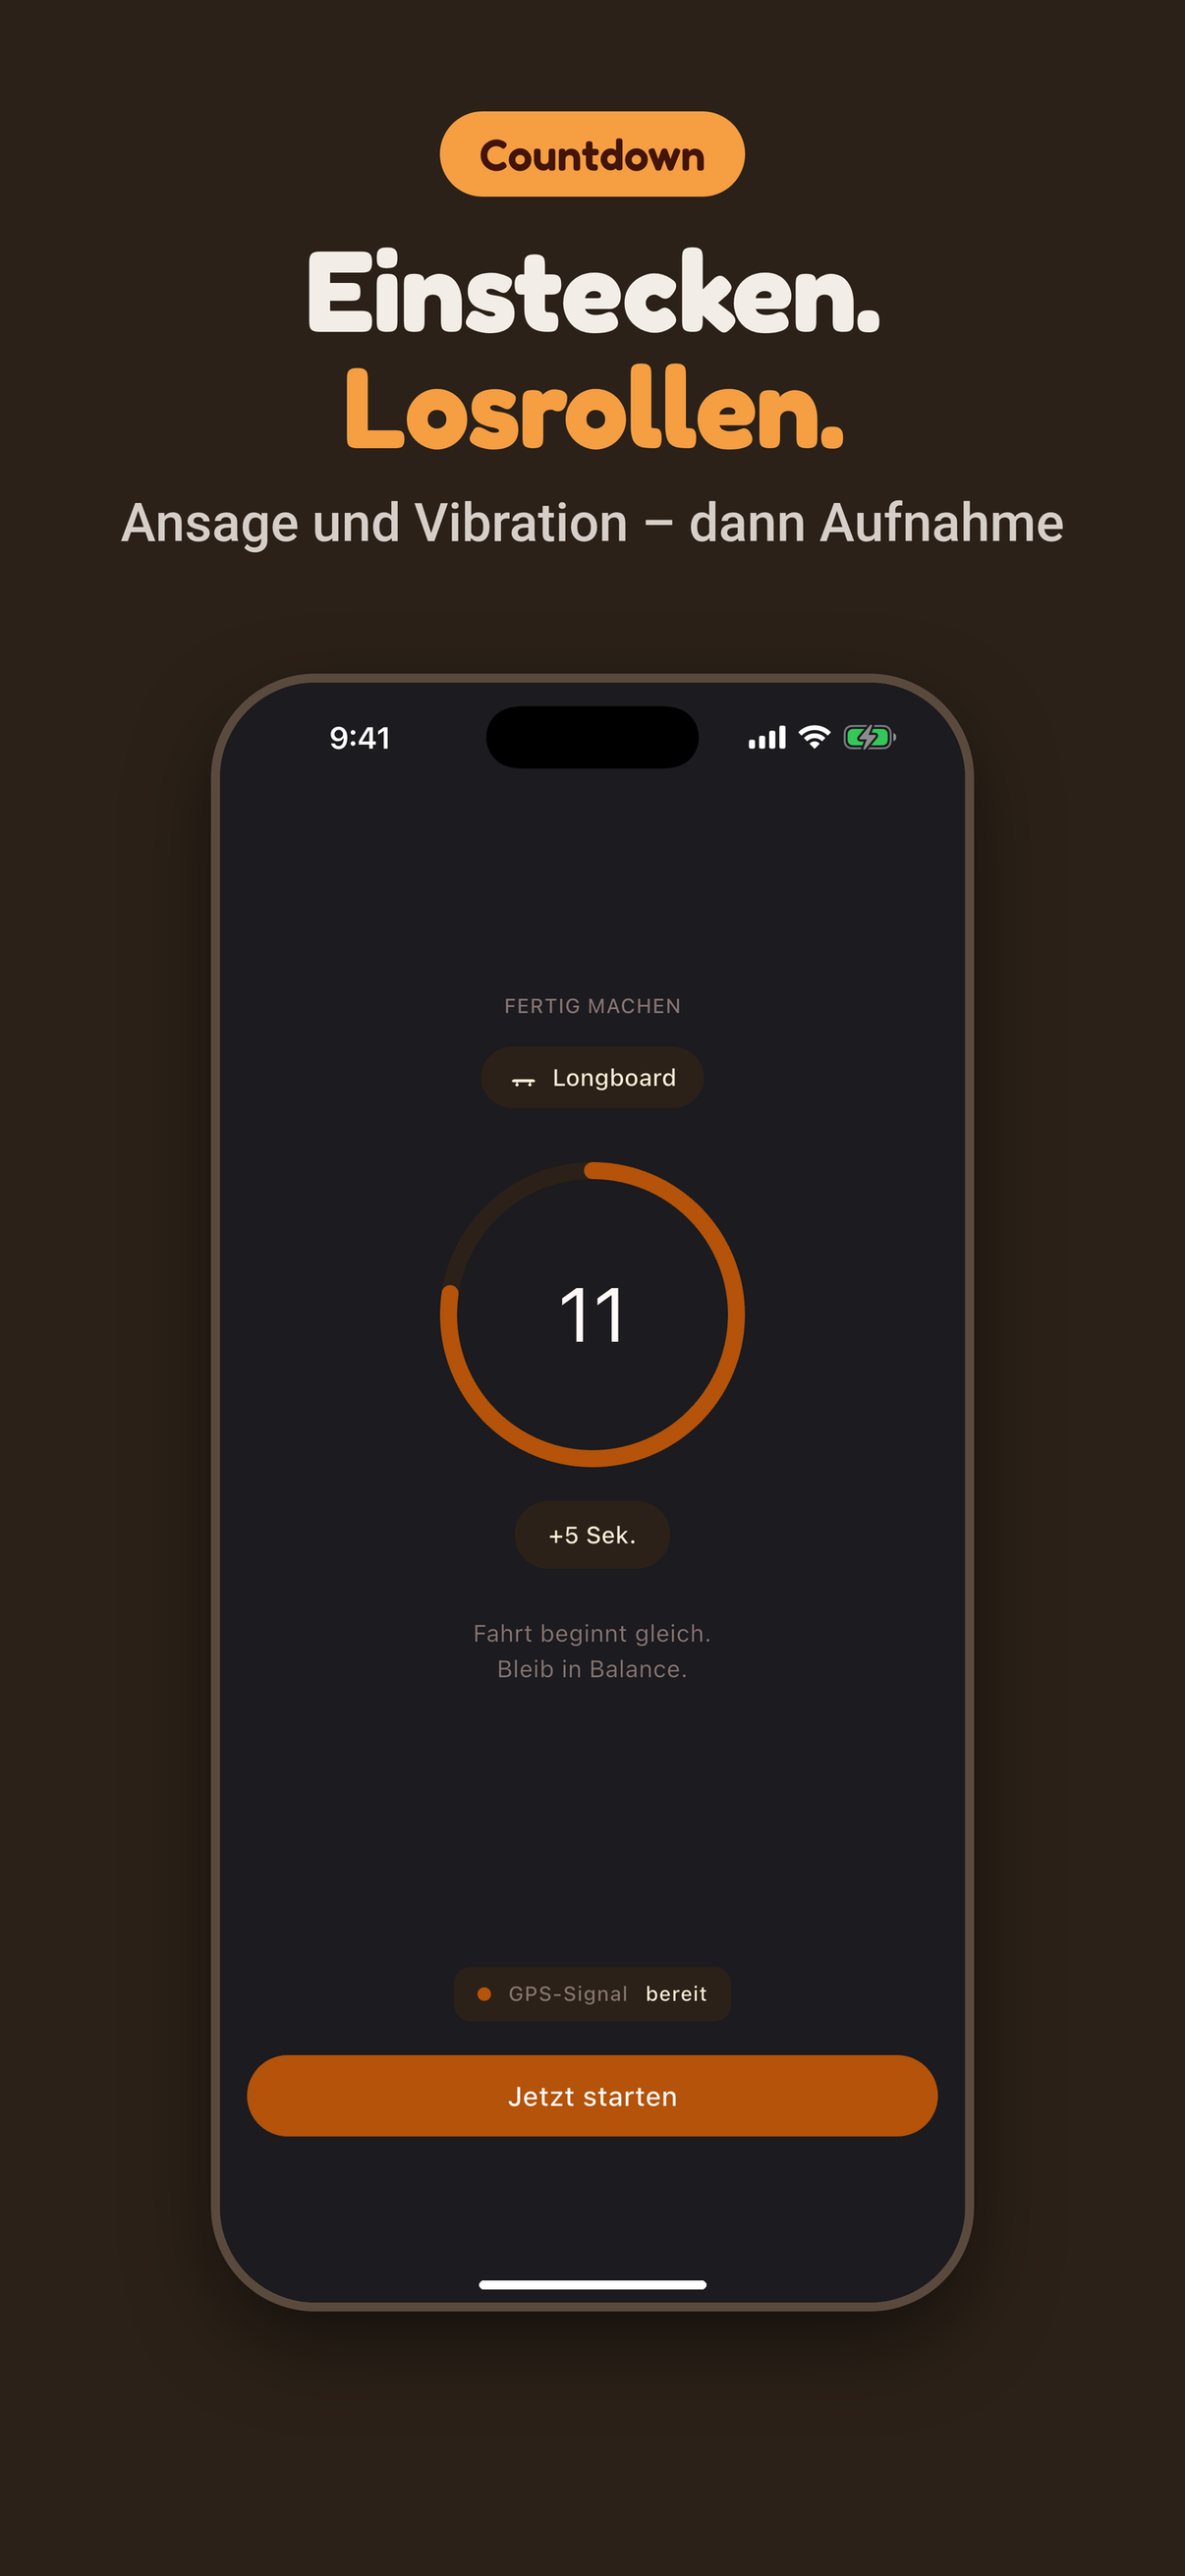 Countdown
Einstecken.
Losrollen.
Ansage und Vibration – dann Aufnahme
9:41
FERTIG MACHEN
Longboard
11
+5 Sek.
Fahrt beginnt gleich.
Bleib in Balance.
GPS-Signal bereit
Jetzt starten